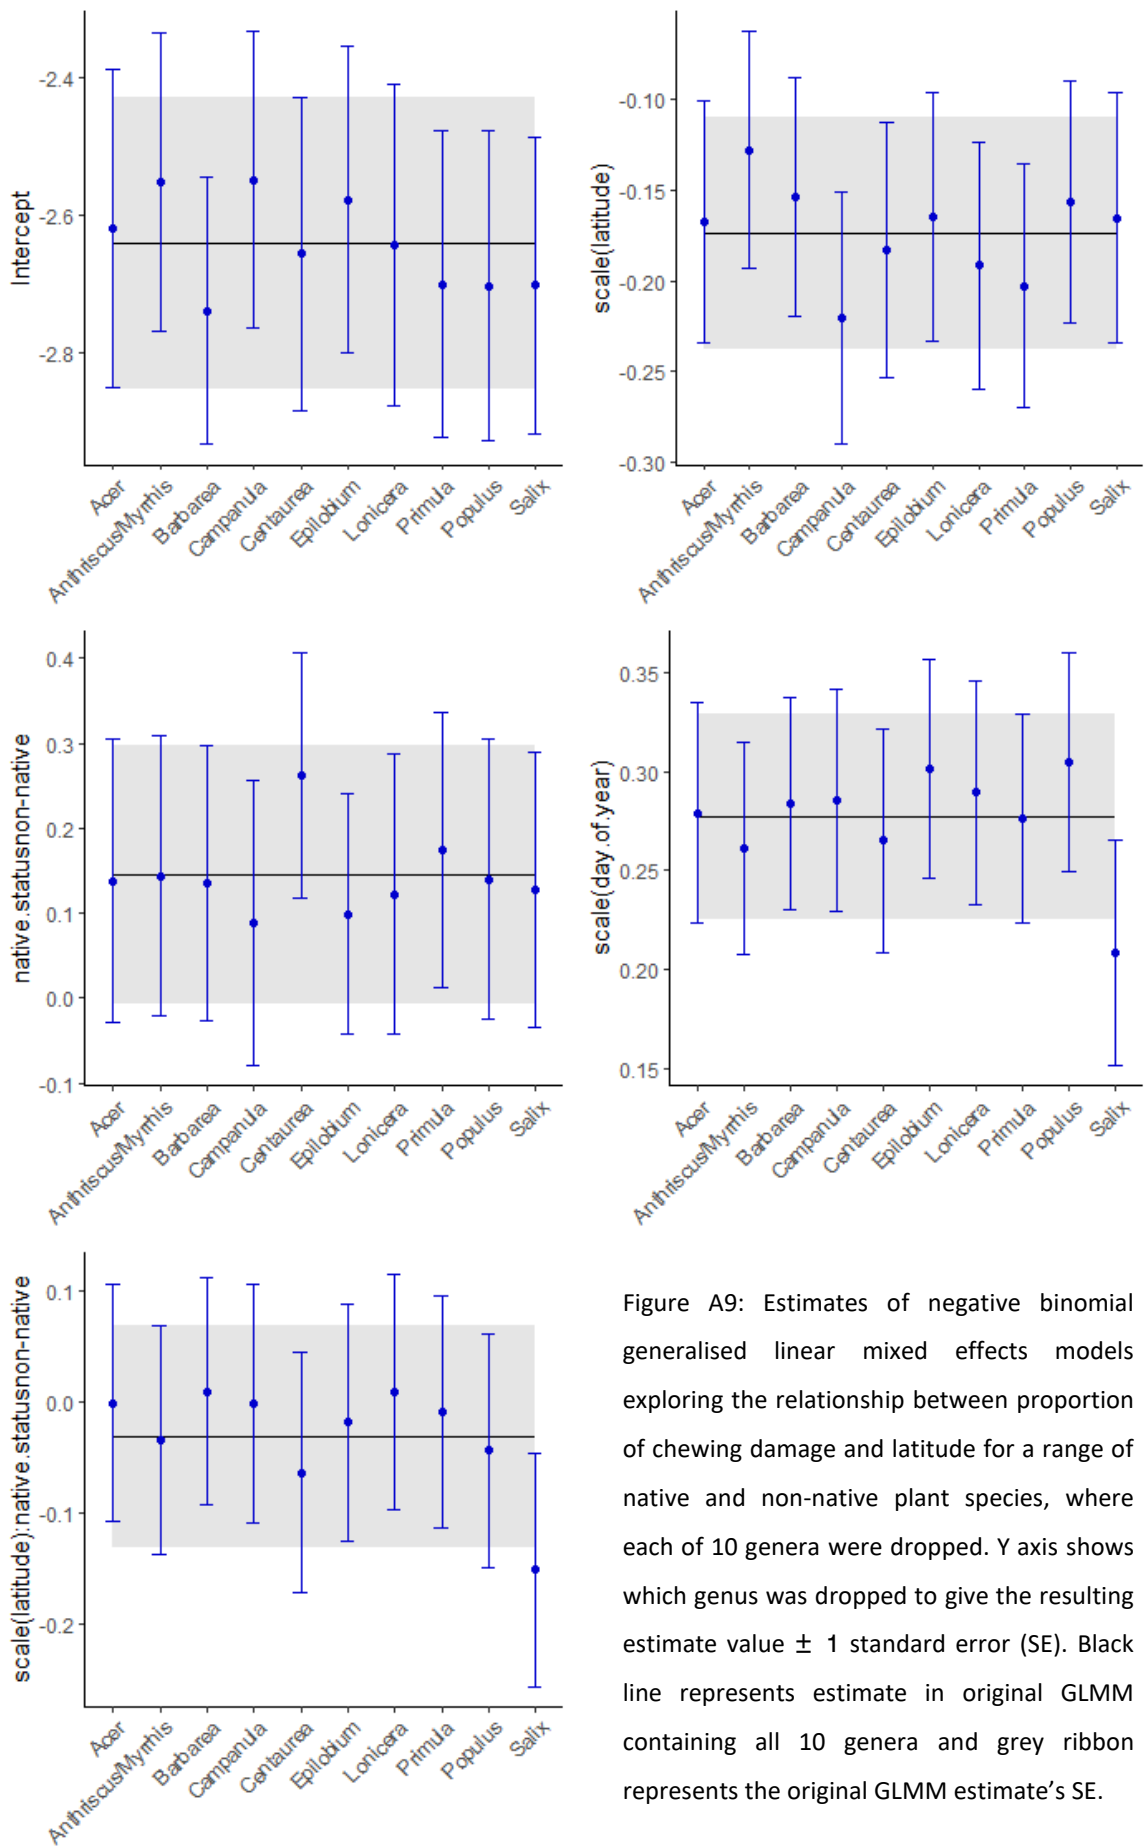 -2.4
-2.6
-2.8
Intercept
Acer
Anthriscus/Myrrhis
Barbarea
Campanula
Centaurea
Epilobium
Lonicera
Primula
Populus
Salix
-0.10
-0.15
-0.20
-0.25
-0.30
scale(latitude)
Acer
Anthriscus/Myrrhis
Barbarea
Campanula
Centaurea
Epilobium
Lonicera
Primula
Populus
Salix
0.4
0.3
0.2
0.1
0.0
-0.1
native.statusnon-native
Acer
Anthriscus/Myrrhis
Barbarea
Campanula
Centaurea
Epilobium
Lonicera
Primula
Populus
Salix
0.35
0.30
0.25
0.20
0.15
scale(day.of.year)
Acer
Anthriscus/Myrrhis
Barbarea
Campanula
Centaurea
Epilobium
Lonicera
Primula
Populus
Salix
0.1
0.0
-0.1
-0.2
scale(latitude):native.statusnon-native
Acer
Anthriscus/Myrrhis
Barbarea
Campanula
Centaurea
Epilobium
Lonicera
Primula
Populus
Salix
Figure A9: Estimates of negative binomial
generalised linear mixed effects models
exploring the relationship between proportion
of chewing damage and latitude for a range of
native and non-native plant species, where
each of 10 genera were dropped. Y axis shows
which genus was dropped to give the resulting
estimate value ± 1 standard error (SE). Black
line represents estimate in original GLMM
containing all 10 genera and grey ribbon
represents the original GLMM estimate’s SE.